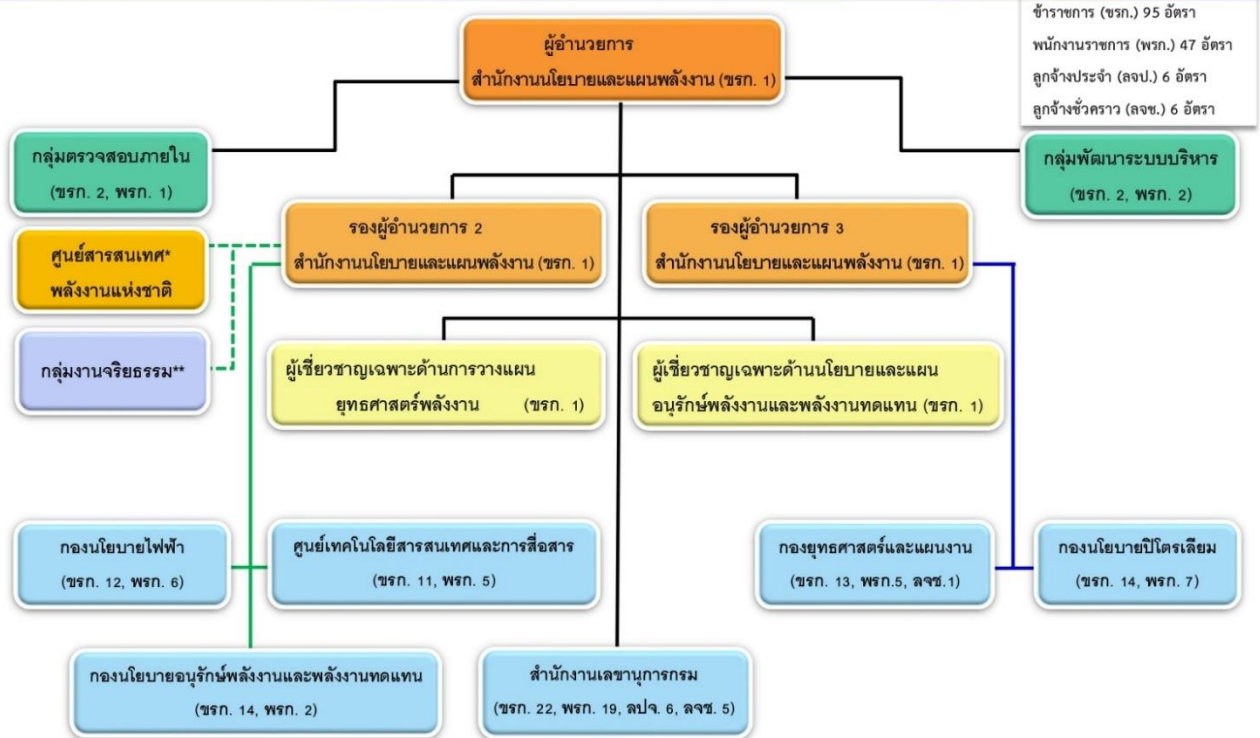 ข้าราชการ (ขรก.) 95 อัตรา
พนักงานราชการ (พรก.) 47 อัตรา
ลูกจ้างประจำ (ลจป.) 6 อัตรา
ลูกจ้างชั่วคราว (ลจช.) 6 อัตรา
ผู้อำนวยการ
สำนักงานนโยบายและแผนพลังงาน (ขรก. 1)
กลุ่มตรวจสอบภายใน
(ขรก. 2, พรก. 1)
กลุ่มพัฒนาระบบบริหาร
(ขรก. 2, พรก. 2)
รองผู้อำนวยการ 2
สำนักงานนโยบายและแผนพลังงาน (ขรก. 1)
รองผู้อำนวยการ 3
สำนักงานนโยบายและแผนพลังงาน (ขรก. 1)
ศูนย์สารสนเทศ*
พลังงานแห่งชาติ
กลุ่มงานจริยธรรม**
ผู้เชี่ยวชาญเฉพาะด้านการวางแผน
ยุทธศาสตร์พลังงาน (ขรก. 1)
ผู้เชี่ยวชาญเฉพาะด้านนโยบายและแผน
อนุรักษ์พลังงานและพลังงานทดแทน (ขรก. 1)
กองนโยบายไฟฟ้า
(ขรก. 12, พรก. 6)
ศูนย์เทคโนโลยีสารสนเทศและการสื่อสาร
(ขรก. 11, พรก. 5)
กองยุทธศาสตร์และแผนงาน
(ขรก. 13, พรก.5, ลจช.1)
กองนโยบายปิโตรเลียม
(ขรก. 14, พรก. 7)
กองนโยบายอนุรักษ์พลังงานและพลังงานทดแทน
(ขรก. 14, พรก. 2)
สำนักงานเลขานุการกรม
(ขรก. 22, พรก. 19, ลปจ. 6, ลจช. 5)